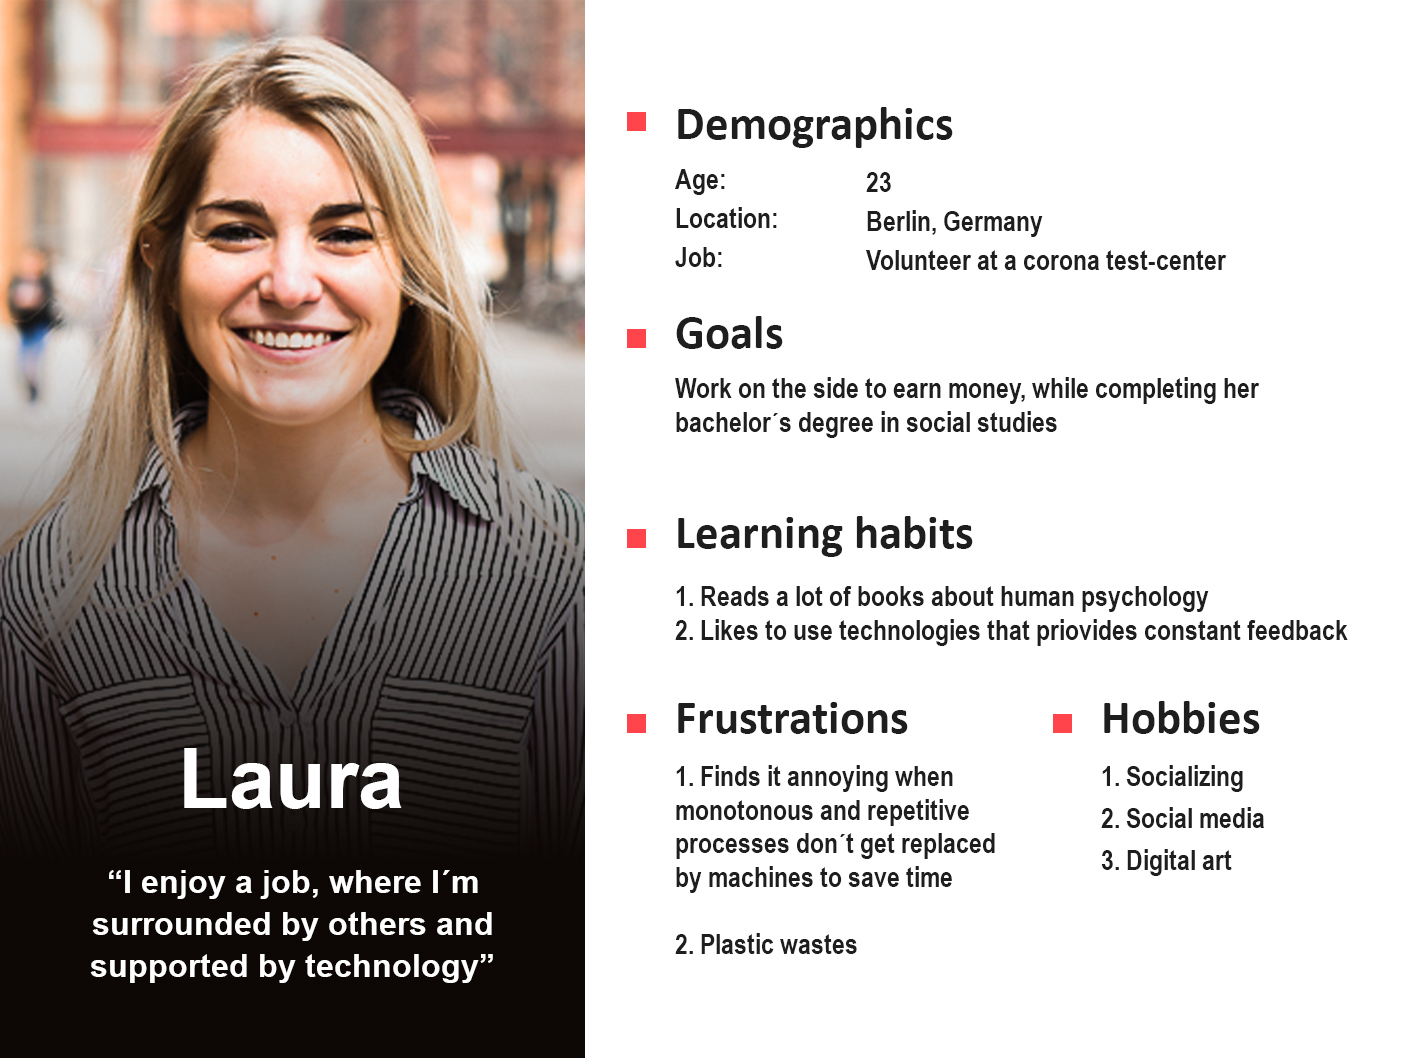 Laura
“I enjoy a job, where I´m
surrounded by others and
supported by technology”
Demographics
Age: 23
Location: Berlin, Germany
Job: Volunteer at a corona test-center
Goals
Work on the side to earn money, while completing her
bachelor´s degree in social studies
Learning habits
1. Reads a lot of books about human psychology
2. Likes to use technologies that priovides constant feedback
Frustrations
1. Finds it annoying when
monotonous and repetitive
processes don´t get replaced
by machines to save time
2. Plastic wastes
Hobbies
1. Socializing
2. Social media
3. Digital art